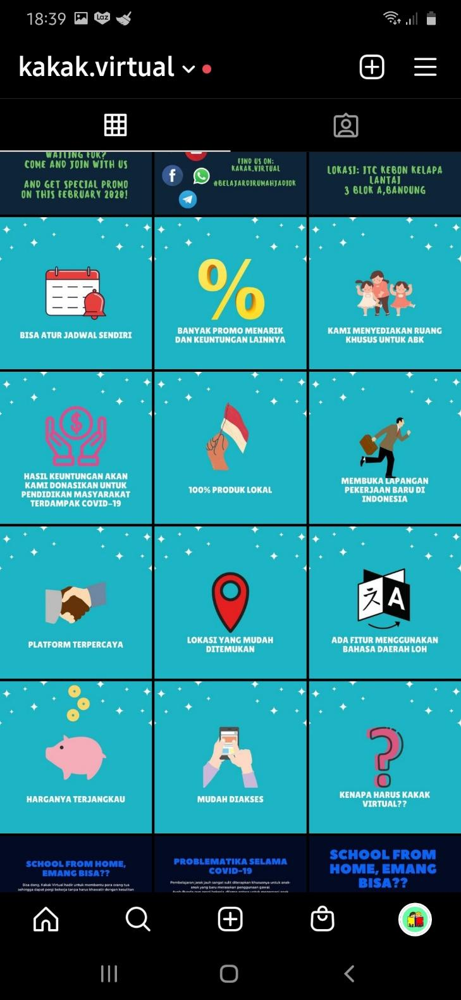 18:39
Laz
kakak.virtual
WAITING FOR?
COME AND JOIN WITH US
AND GET SPECIAL PROMO
ON THIS FEBRUARY 2020!
FIND US ON:
KAKAK.VIRTUAL
#BELAJARDIRUMAHJADIOK
LOKASI: ITC KEBON KELAPA
LANTAI
3 BLOK A,BANDUNG
BISA ATUR JADWAL SENDIRI
%
BANYAK PROMO MENARIK
DAN KEUNTUNGAN LAINNYA
KAMI MENYEDIAKAN RUANG
KHUSUS UNTUK ABK
$
HASIL KEUNTUNGAN AKAN
KAMI DONASIKAN UNTUK
PENDIDIKAN MASYARAKAT
TERDAMPAK COVID-19
100% PRODUK LOKAL
MEMBUKA LAPANGAN
PEKERJAAN BARU DI
INDONESIA
PLATFORM TERPERCAYA
LOKASI YANG MUDAH
DITEMUKAN
A
ADA FITUR MENGGUNAKAN
BAHASA DAERAH LOH
HARGANYA TERJANGKAU
MUDAH DIAKSES
?
KENAPA HARUS KAKAK
VIRTUAL??
SCHOOL FROM HOME,
EMANG BISA??
Bisa dong, Kakak Virtual hadir untuk membantu para orang tua
sehingga dapat pergi bekerja tanpa harus khawatir dengan kesulitan
PROBLEMATIKA SELAMA
COVID-19
Pembelajaran jarak jauh sangat sulit diterapkan khususnya untuk anak-
anak yang baru merasakan penggunaan gawai.
SCHOOL FROM
HOME, EMANG
BISA??